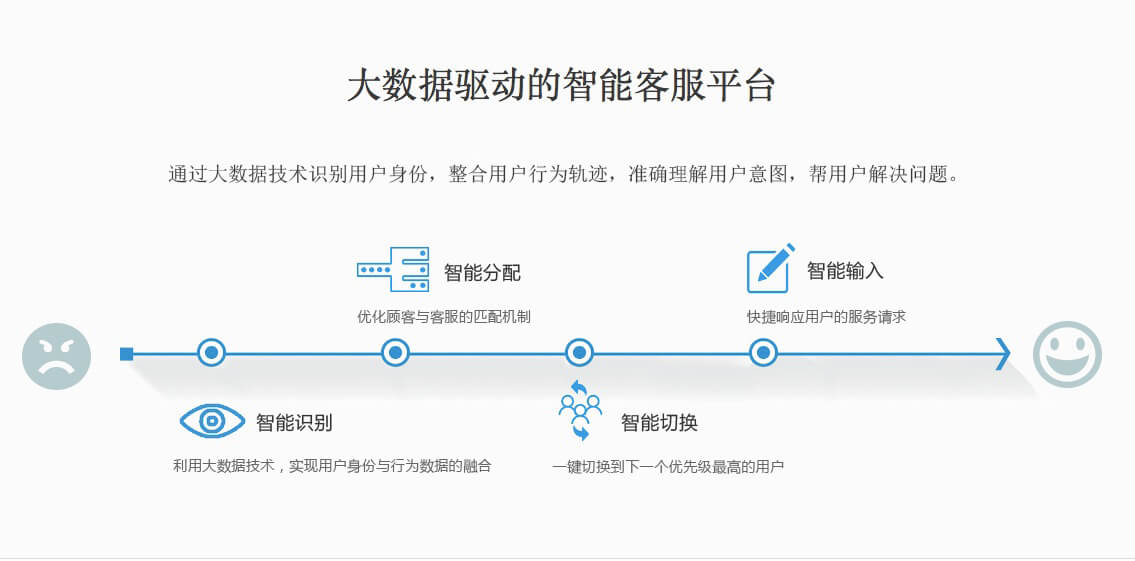 大数据驱动的智能客服平台
通过大数据技术识别用户身份，整合用户行为轨迹，准确理解用户意图，帮用户解决问题。
智能分配
优化顾客与客服的匹配机制
智能输入
快捷响应用户的服务请求
智能识别
利用大数据技术，实现用户身份与行为数据的融合
智能切换
一键切换到下一个优先级最高的用户